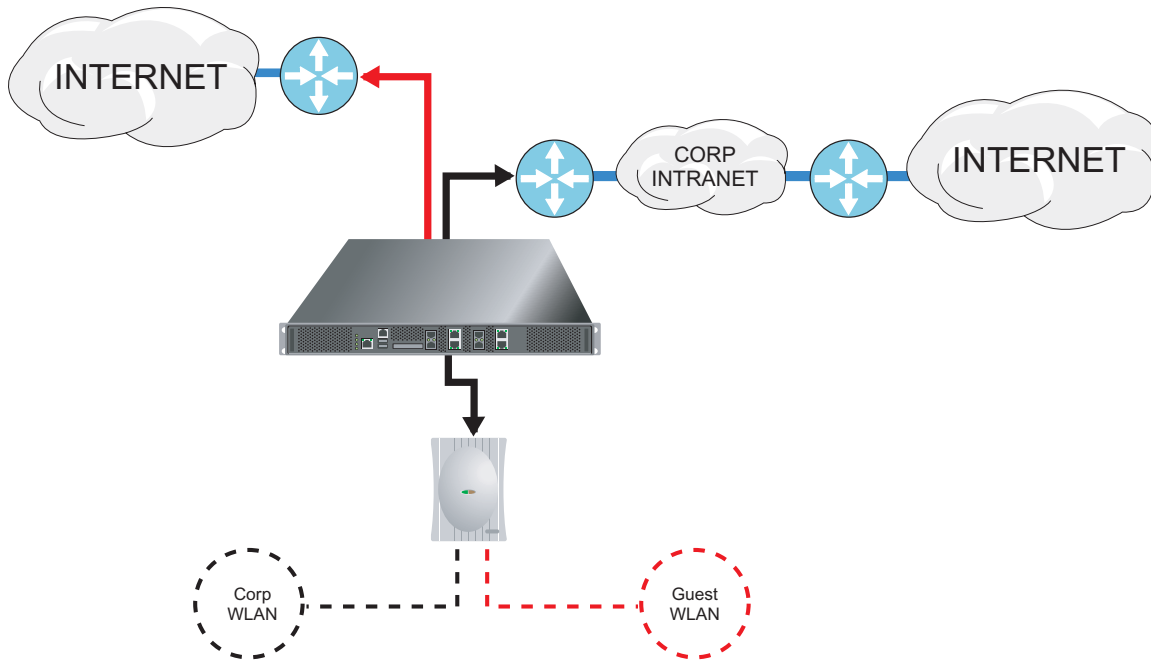 INTERNET
CORP
INTRANET
INTERNET
Corp
WLAN
Guest
WLAN